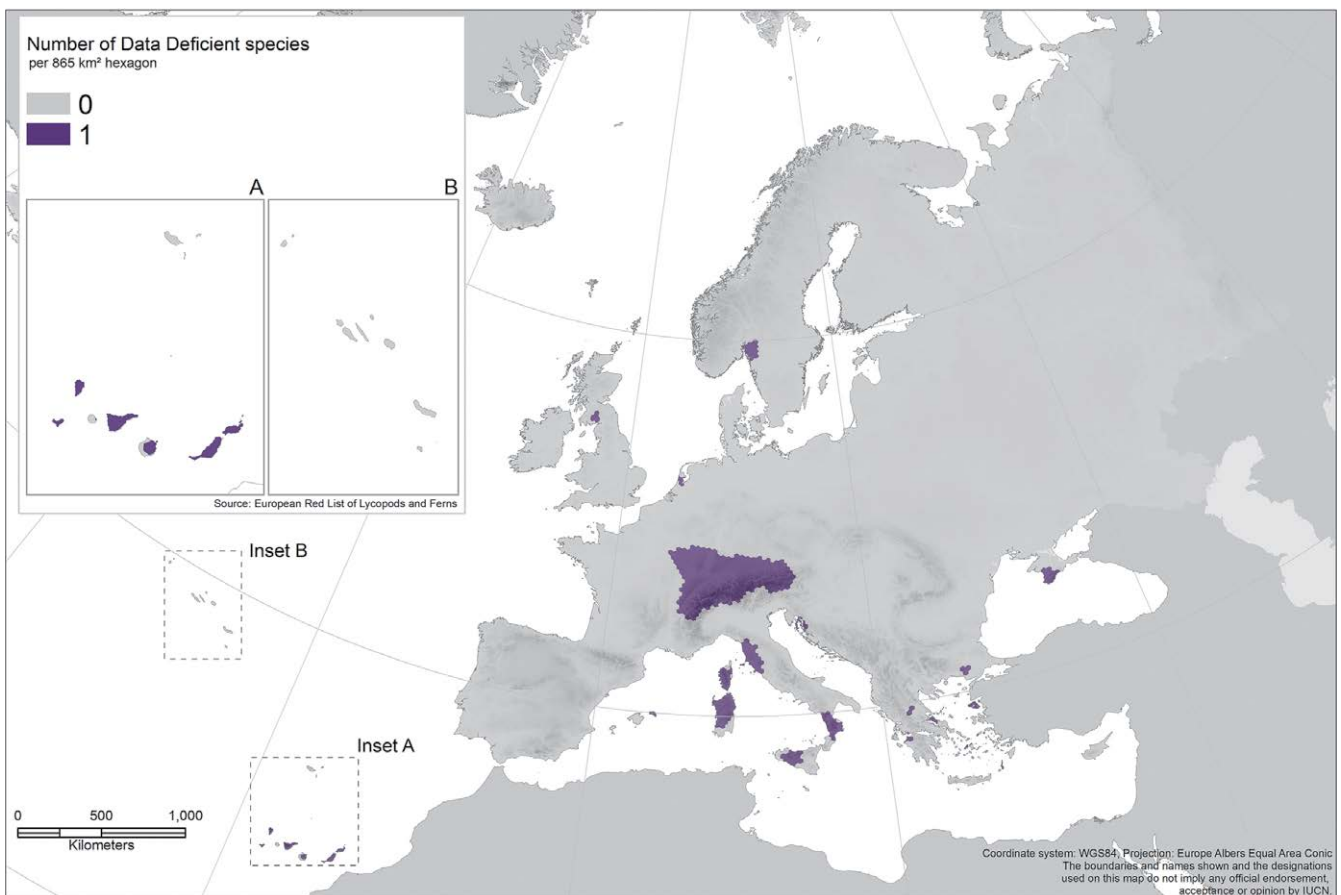 Number of Data Deficient species
per 865 km² hexagon
0
1
A
B
Source: European Red List of Lycopods and Ferns
Inset B
Inset A
0 500 1,000
Kilometers
Coordinate system: WGS84, Projection: Europe Albers Equal Area Conic
The boundaries and names shown and the designations
used on this map do not imply any official endorsement,
acceptance or opinion by IUCN.